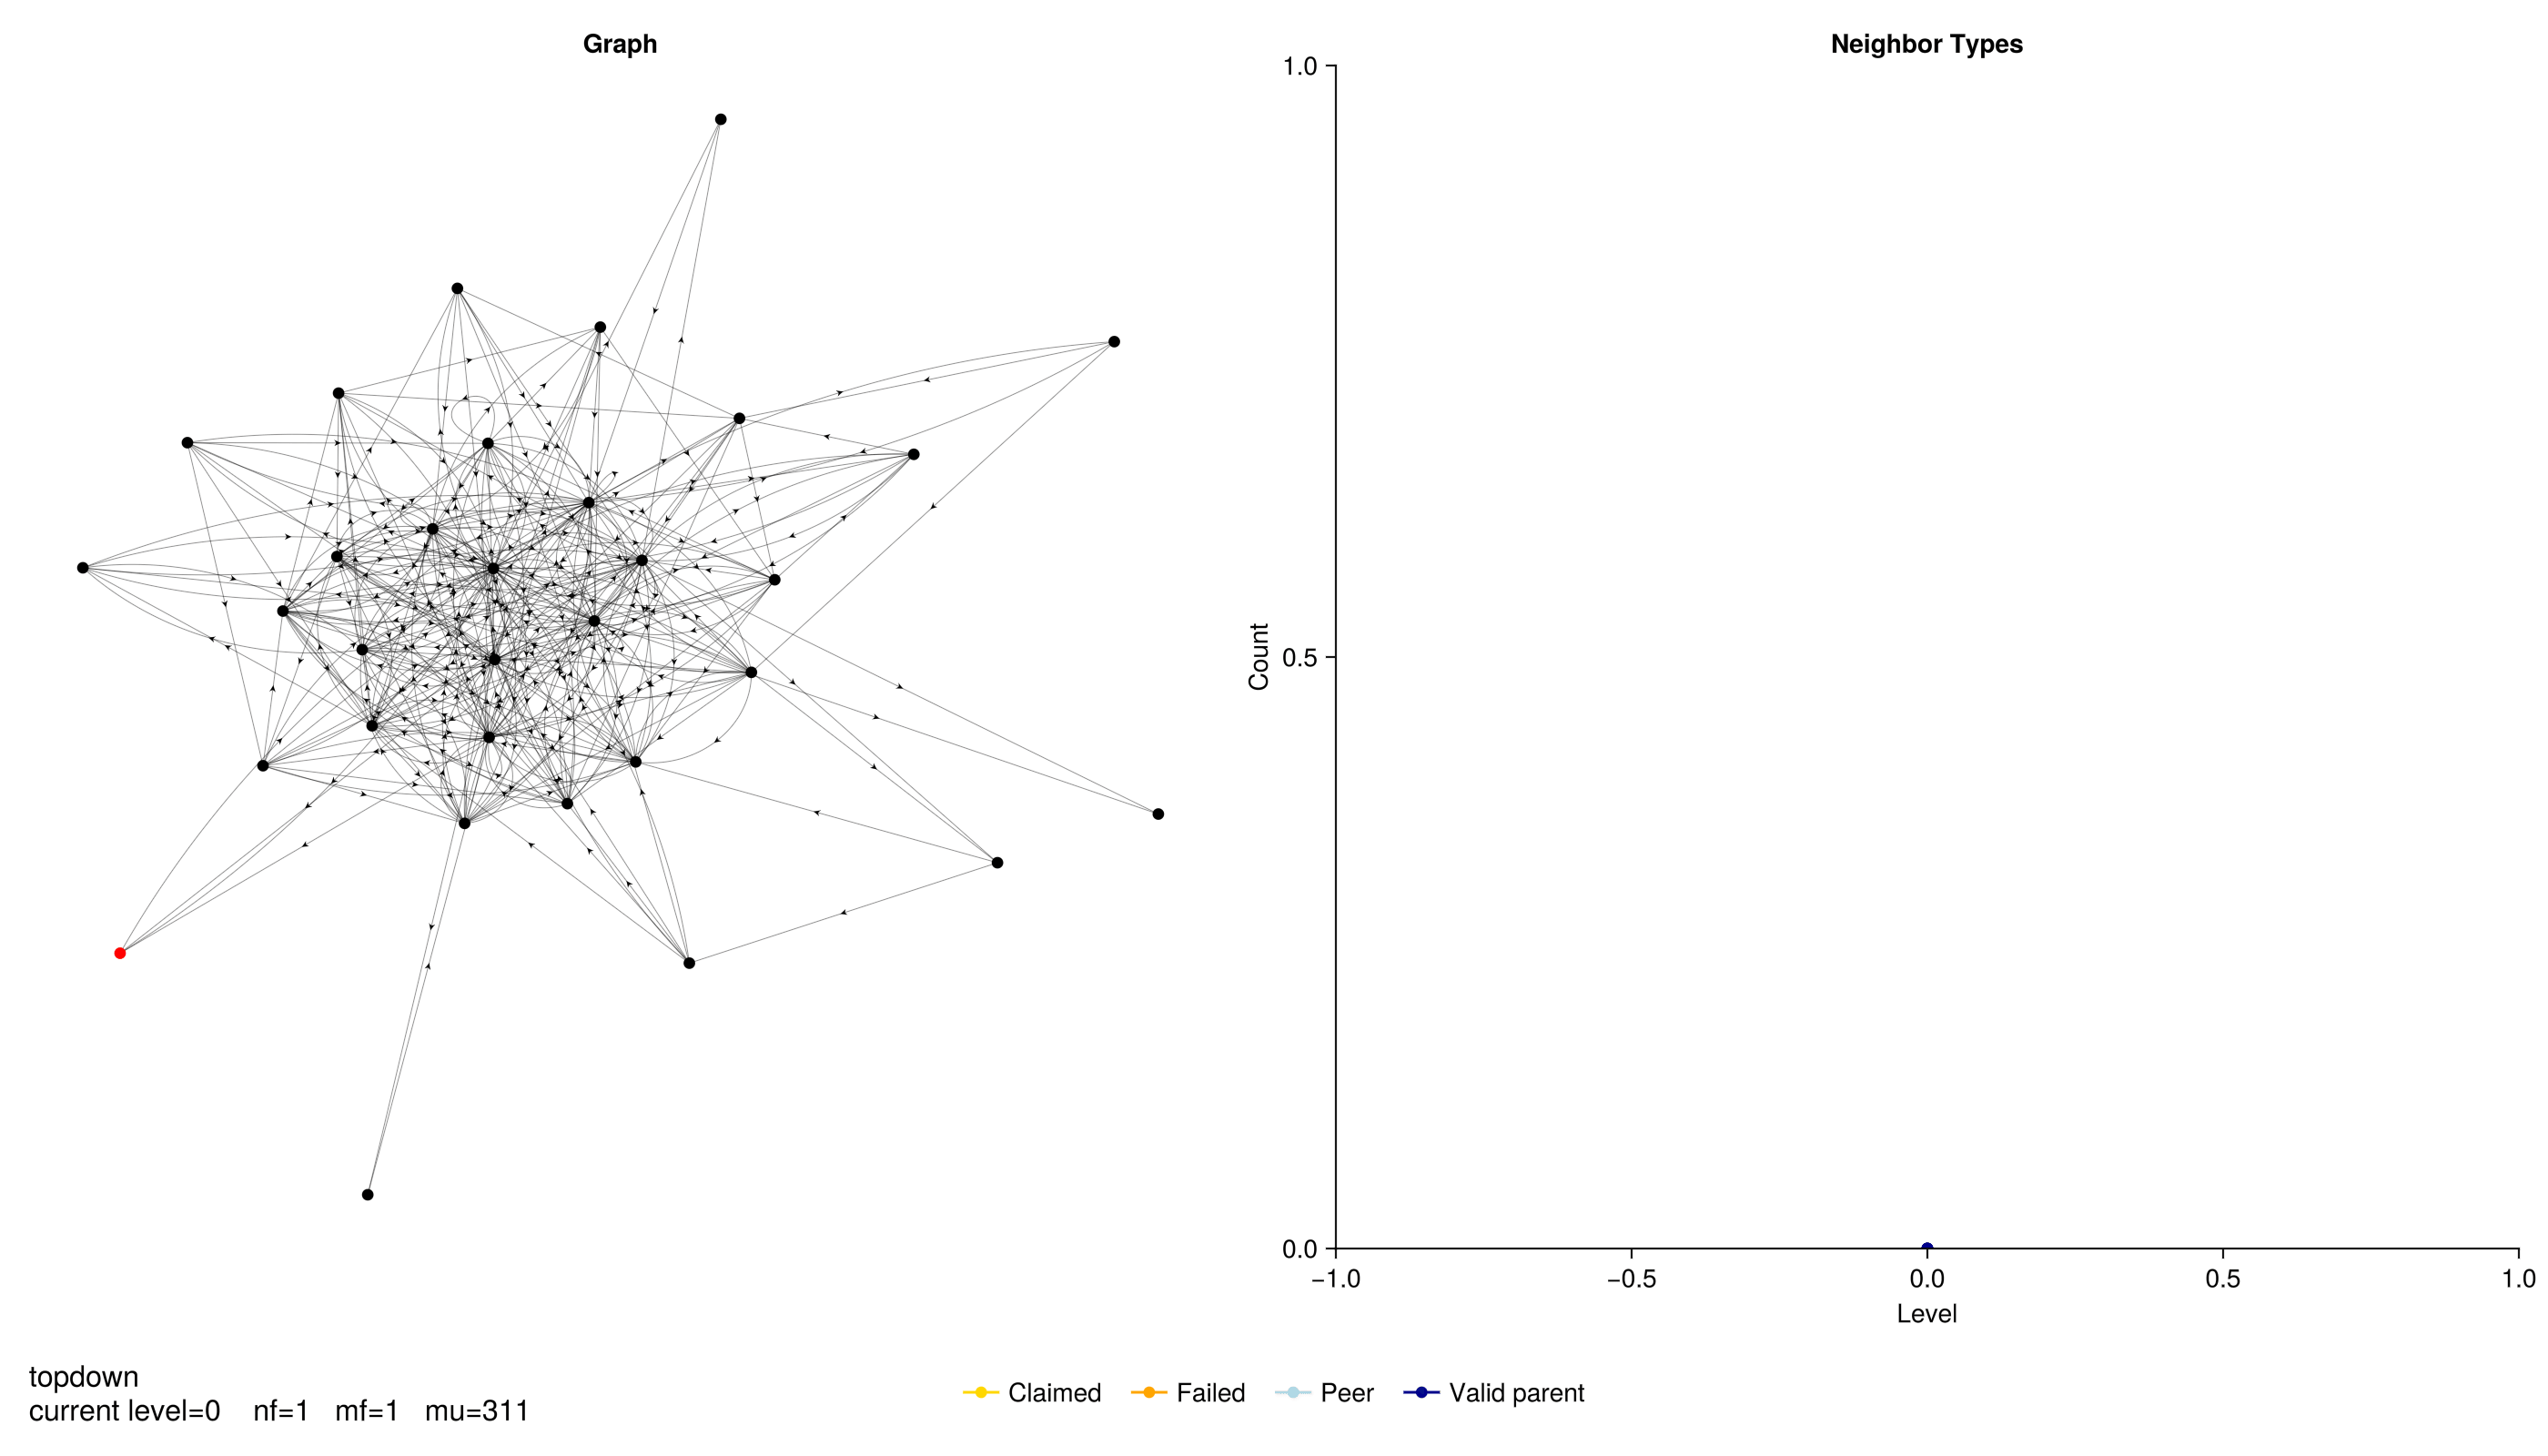 Graph
Neighbor Types
1.0
0.5
0.0
Count
−1.0 −0.5 0.0 0.5 1.0
Level
topdown
current level=0 nf=1 mf=1 mu=311
Claimed Failed Peer Valid parent